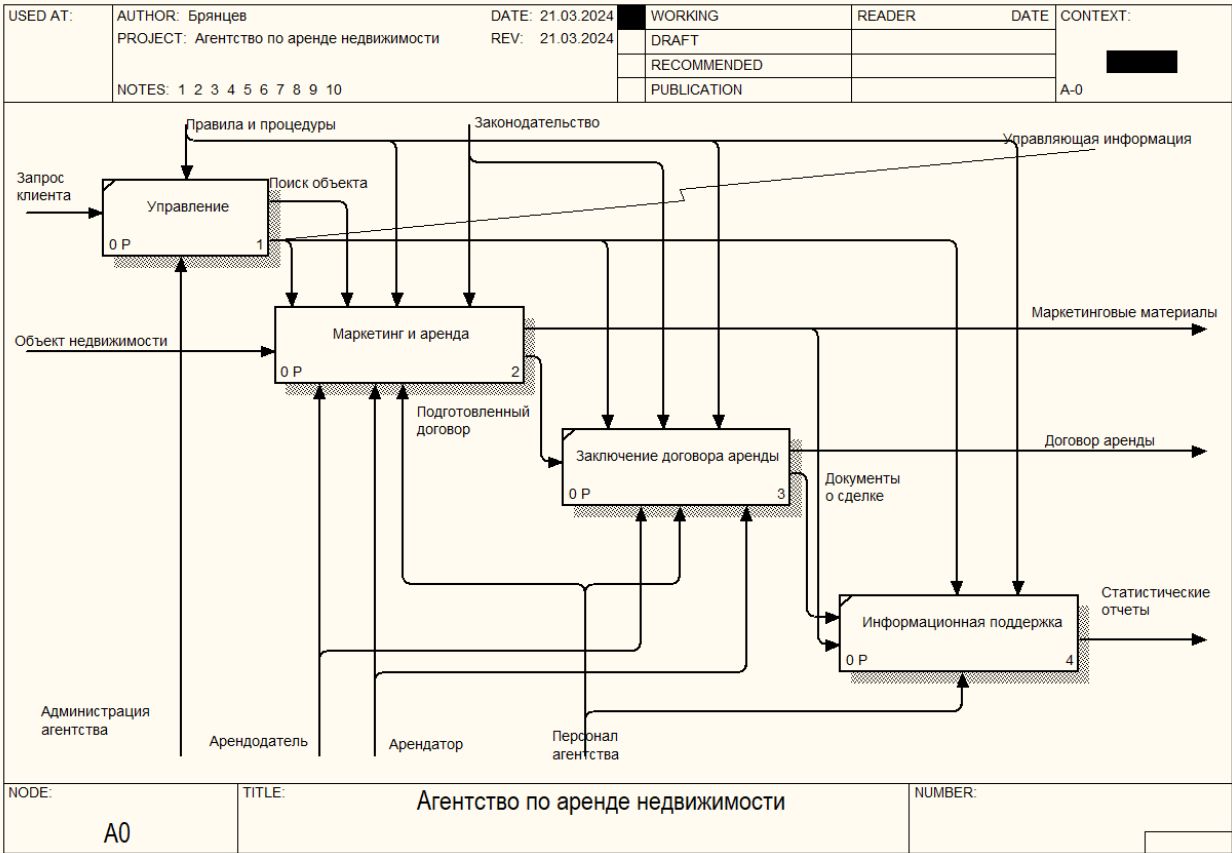 USED AT:
AUTHOR: Брянцев
DATE: 21.03.2024
WORKING
READER
DATE
CONTEXT:
PROJECT: Агентство по аренде недвижимости
REV: 21.03.2024
DRAFT
RECOMMENDED
NOTES: 1 2 3 4 5 6 7 8 9 10
PUBLICATION
A-0
Правила и процедуры
Законодательство
Управляющая информация
Запрос
клиента
Поиск объекта
Управление
0 Р
1
Маркетинговые материалы
Объект недвижимости
Маркетинг и аренда
0 Р
2
Подготовленный
договор
Договор аренды
Заключение договора аренды
0 Р
3
Документы
о сделке
Статистические
отчеты
Информационная поддержка
0 Р
4
Администрация
агентства
Арендодатель
Арендатор
Персонал
агентства
NODE:
TITLE:
NUMBER:
A0
Агентство по аренде недвижимости